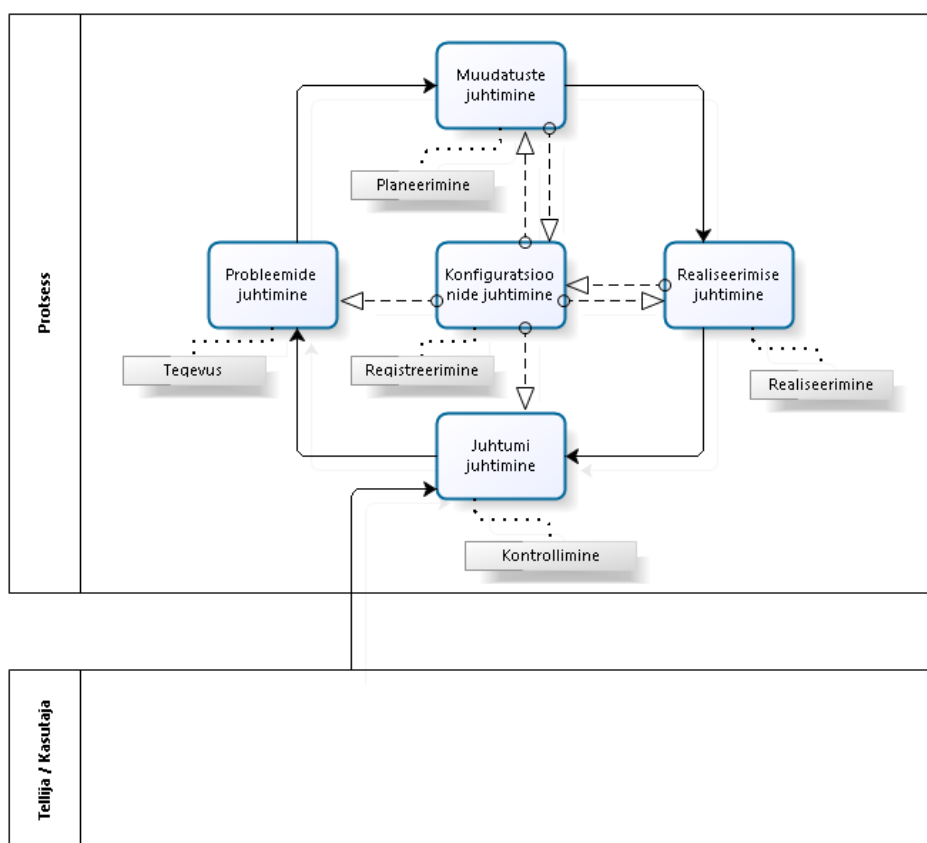 Protsess
Muudatuste
juhtimine
Planeerimine
Probleemide
juhtimine
Konfiguratsioo
nide juhtimine
Realiseerimise
juhtimine
Tegevus
Registreerimine
Realiseerimine
Juhtumi
juhtimine
Kontrollimine
Tellija / Kasutaja